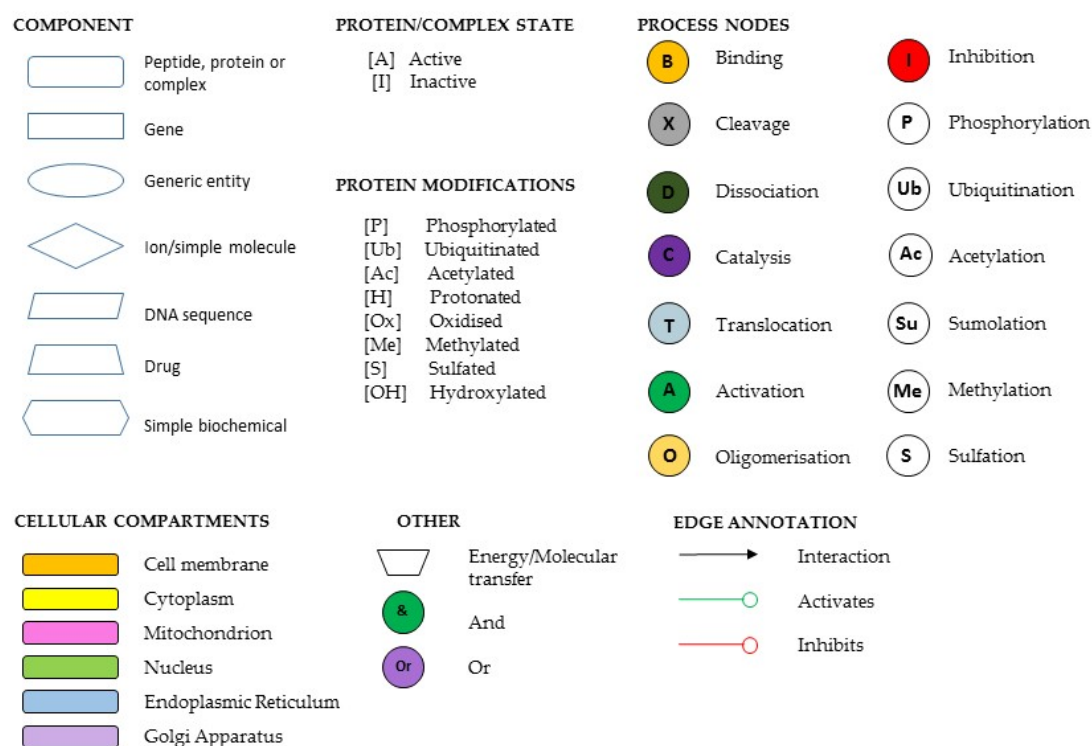 COMPONENT
Peptide, protein or
complex
Gene
Generic entity
Ion/simple molecule
DNA sequence
Drug
Simple biochemical
PROTEIN/COMPLEX STATE
[A] Active
[I] Inactive
PROTEIN MODIFICATIONS
[P] Phosphorylated
[Ub] Ubiquitinated
[Ac] Acetylated
[H] Protonated
[Ox] Oxidised
[Me] Methylated
[S] Sulfated
[OH] Hydroxylated
PROCESS NODES
B Binding
X Cleavage
D Dissociation
C Catalysis
T Translocation
A Activation
O Oligomerisation
I Inhibition
P Phosphorylation
Ub Ubiquitination
Ac Acetylation
Su Sumolation
Me Methylation
S Sulfation
CELLULAR COMPARTMENTS
Cell membrane
Cytoplasm
Mitochondrion
Nucleus
Endoplasmic Reticulum
Golgi Apparatus
OTHER
Energy/Molecular
transfer
& And
Or Or
EDGE ANNOTATION
Interaction
Activates
Inhibits